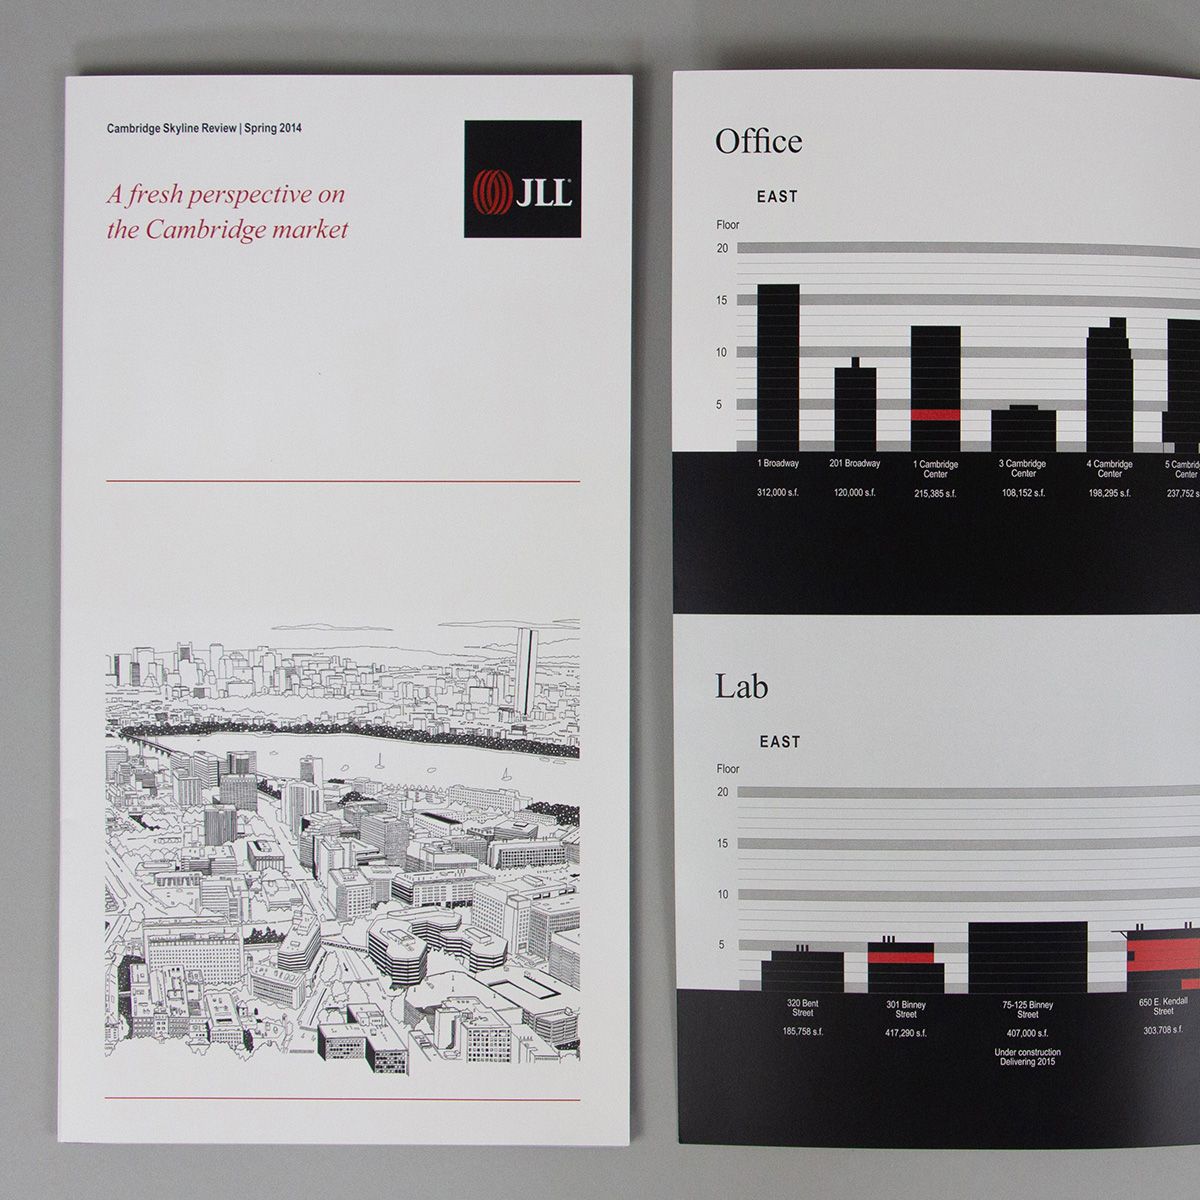 Cambridge Skyline Review | Spring 2014
A fresh perspective on
the Cambridge market
JLL
Office
EAST
Floor
20
15
10
5
1 Broadway
312,000 s.f.
201 Broadway
120,000 s.f.
1 Cambridge
Center
215,385 s.f.
3 Cambridge
Center
108,152 s.f.
4 Cambridge
Center
198,295 s.f.
5 Cambrid
Center
237,752 s
Lab
EAST
Floor
20
15
10
5
320 Bent
Street
185,758 s.f.
301 Binney
Street
417,290 s.f.
75-125 Binney
Street
407,000 s.f.
Under construction
Delivering 2015
650 E. Kendall
Street
303,708 s.f.